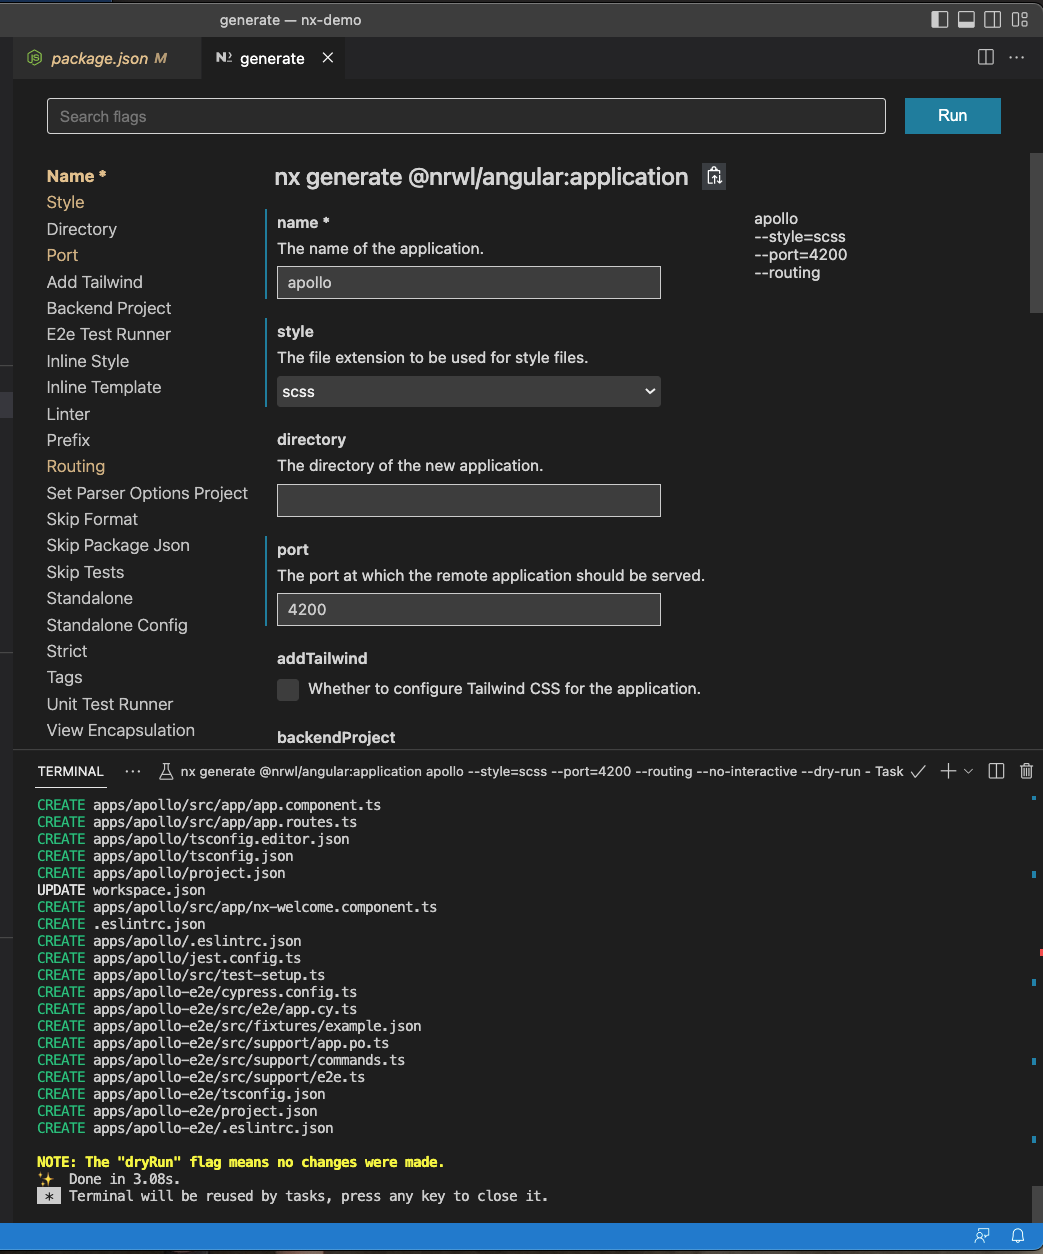 generate — nx-demo
package.json M
generate
Search flags
Run
Name *
Style
Directory
Port
Add Tailwind
Backend Project
E2e Test Runner
Inline Style
Inline Template
Linter
Prefix
Routing
Set Parser Options Project
Skip Format
Skip Package Json
Skip Tests
Standalone
Standalone Config
Strict
Tags
Unit Test Runner
View Encapsulation
nx generate @nrwl/angular:application
name *
The name of the application.
apollo
style
The file extension to be used for style files.
scss
directory
The directory of the new application.
port
The port at which the remote application should be served.
4200
addTailwind
Whether to configure Tailwind CSS for the application.
backendProject
apollo
--style=scss
--port=4200
--routing
TERMINAL ··· nx generate @nrwl/angular:application apollo --style=scss --port=4200 --routing --no-interactive --dry-run - Task
CREATE apps/apollo/src/app/app.component.ts
CREATE apps/apollo/src/app/app.routes.ts
CREATE apps/apollo/tsconfig.editor.json
CREATE apps/apollo/tsconfig.json
CREATE apps/apollo/project.json
UPDATE workspace.json
CREATE apps/apollo/src/app/nx-welcome.component.ts
CREATE .eslintrc.json
CREATE apps/apollo/.eslintrc.json
CREATE apps/apollo/jest.config.ts
CREATE apps/apollo/src/test-setup.ts
CREATE apps/apollo-e2e/cypress.config.ts
CREATE apps/apollo-e2e/src/e2e/app.cy.ts
CREATE apps/apollo-e2e/src/fixtures/example.json
CREATE apps/apollo-e2e/src/support/app.po.ts
CREATE apps/apollo-e2e/src/support/commands.ts
CREATE apps/apollo-e2e/src/support/e2e.ts
CREATE apps/apollo-e2e/tsconfig.json
CREATE apps/apollo-e2e/project.json
CREATE apps/apollo-e2e/.eslintrc.json
NOTE: The "dryRun" flag means no changes were made.
✨ Done in 3.08s.
* Terminal will be reused by tasks, press any key to close it.